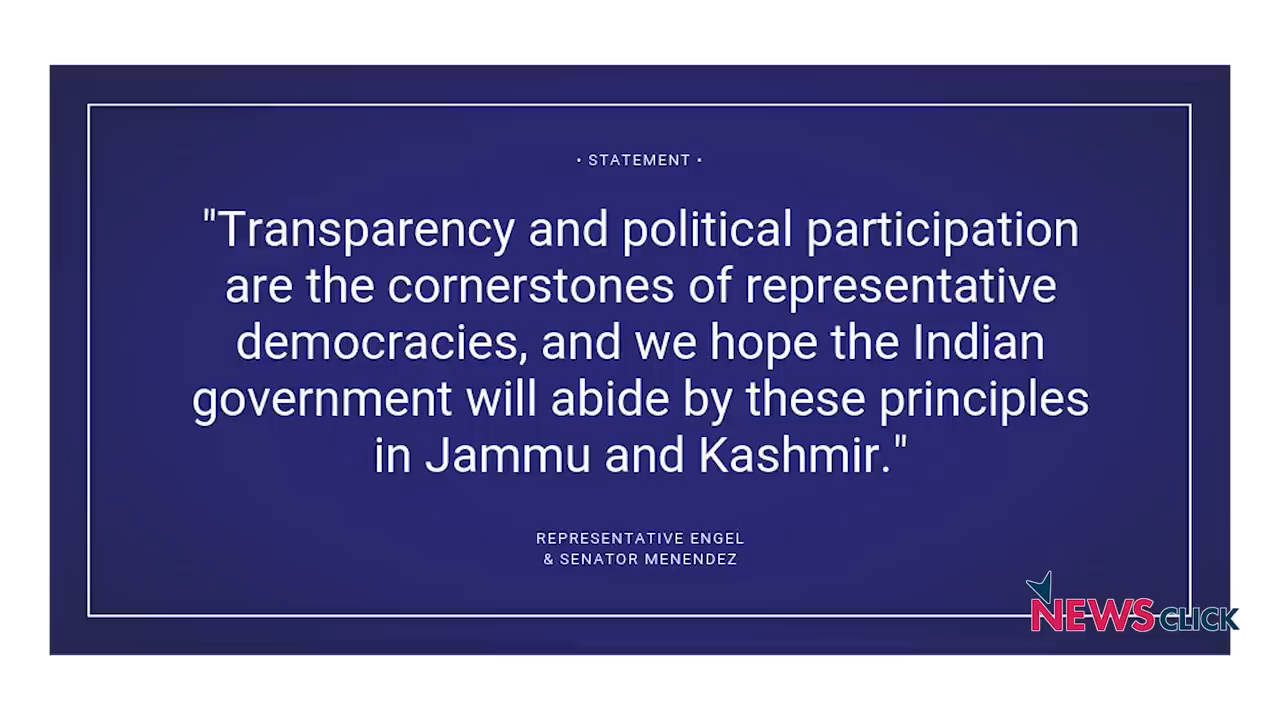 · STATEMENT ·
"Transparency and political participation
are the cornerstones of representative
democracies, and we hope the Indian
government will abide by these principles
in Jammu and Kashmir."
REPRESENTATIVE ENGEL
& SENATOR MENENDEZ
NEWSCLICK